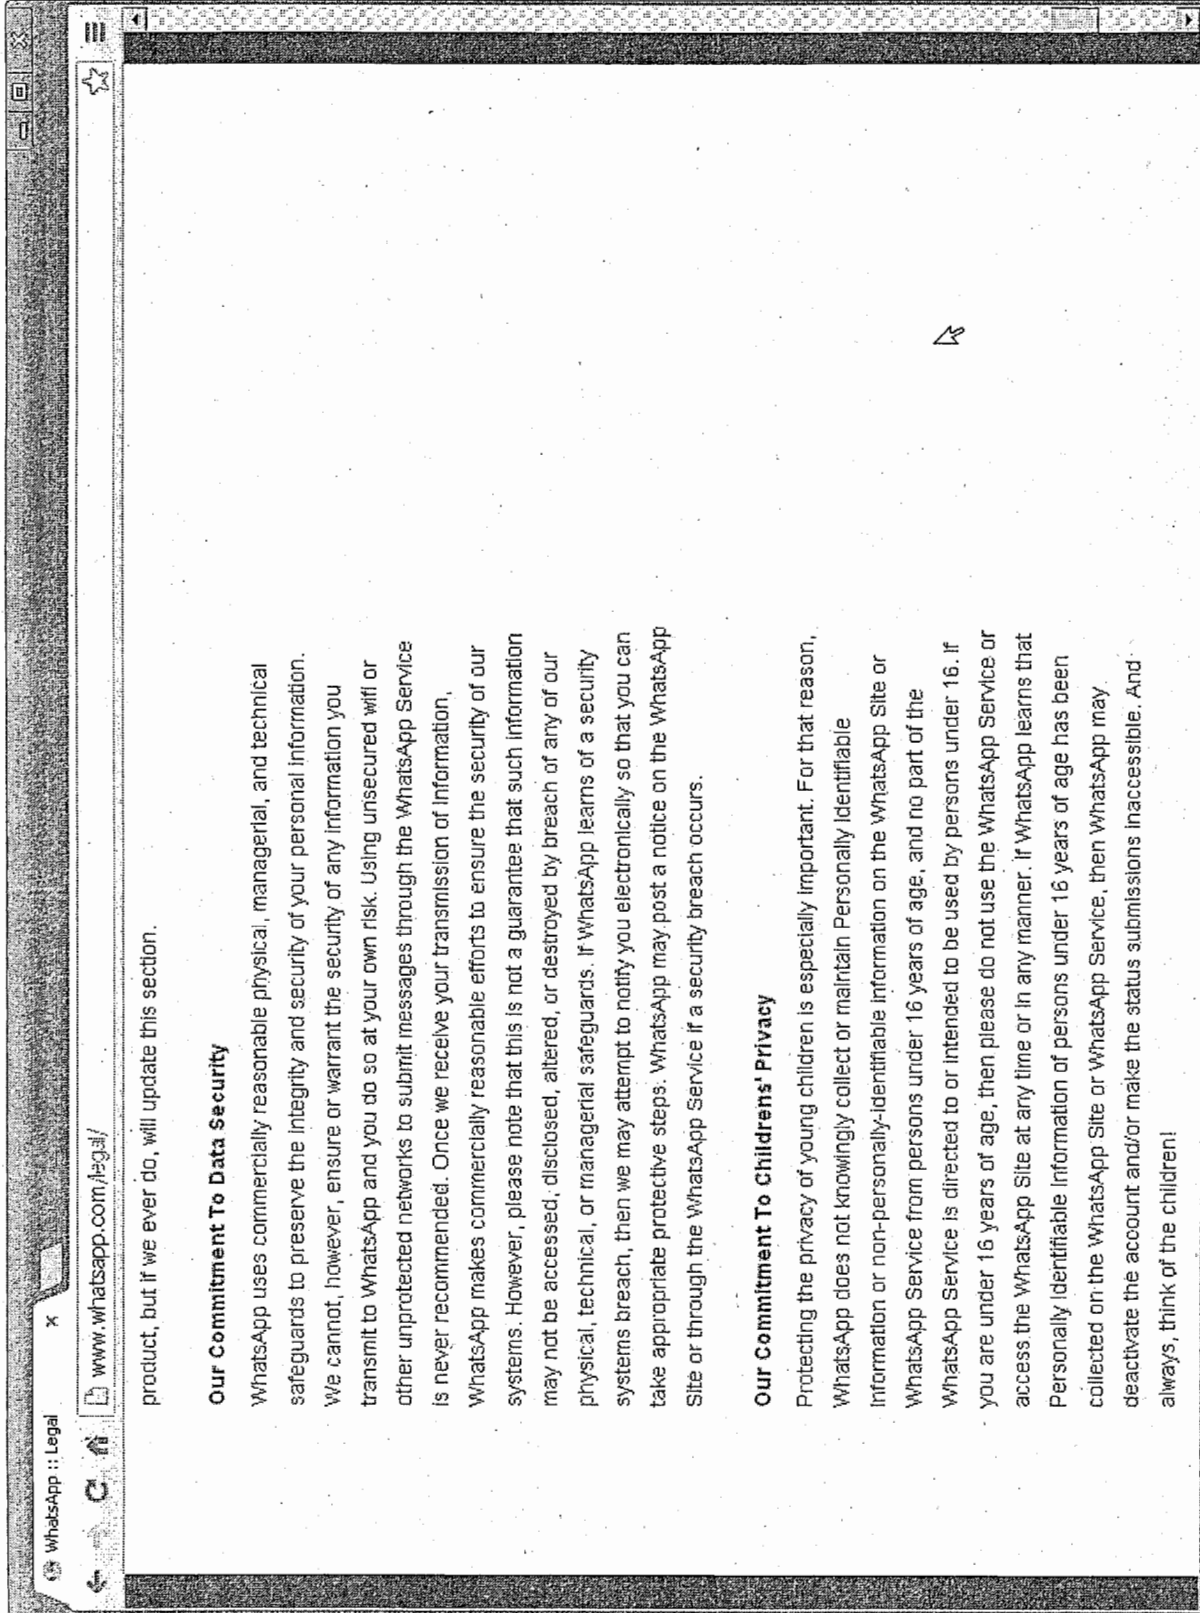 WhatsApp :: Legal
www.whatsapp.com/legal/
product, but if we ever do, will update this section.
Our Commitment To Data Security
WhatsApp uses commercially reasonable physical, managerial, and technical
safeguards to preserve the integrity and security of your personal information.
We cannot, however, ensure or warrant the security of any information you
transmit to WhatsApp and you do so at your own risk. Using unsecured wifi or
other unprotected networks to submit messages through the WhatsApp Service
is never recommended. Once we receive your transmission of information,
WhatsApp makes commercially reasonable efforts to ensure the security of our
systems. However, please note that this is not a guarantee that such information
may not be accessed, disclosed, altered, or destroyed by breach of any of our
physical, technical, or managerial safeguards. If WhatsApp learns of a security
systems breach, then we may attempt to notify you electronically so that you can
take appropriate protective steps. WhatsApp may post a notice on the WhatsApp
Site or through the WhatsApp Service if a security breach occurs.
Our Commitment To Childrens' Privacy
Protecting the privacy of young children is especially important. For that reason,
WhatsApp does not knowingly collect or maintain Personally Identifiable
Information or non-personally-identifiable information on the WhatsApp Site or
WhatsApp Service from persons under 16 years of age, and no part of the
WhatsApp Service is directed to or intended to be used by persons under 16. If
you are under 16 years of age, then please do not use the WhatsApp Service or
access the WhatsApp Site at any time or in any manner. If WhatsApp learns that
Personally Identifiable Information of persons under 16 years of age has been
collected on the WhatsApp Site or WhatsApp Service, then WhatsApp may
deactivate the account and/or make the status submissions inaccessible. And
always, think of the children!